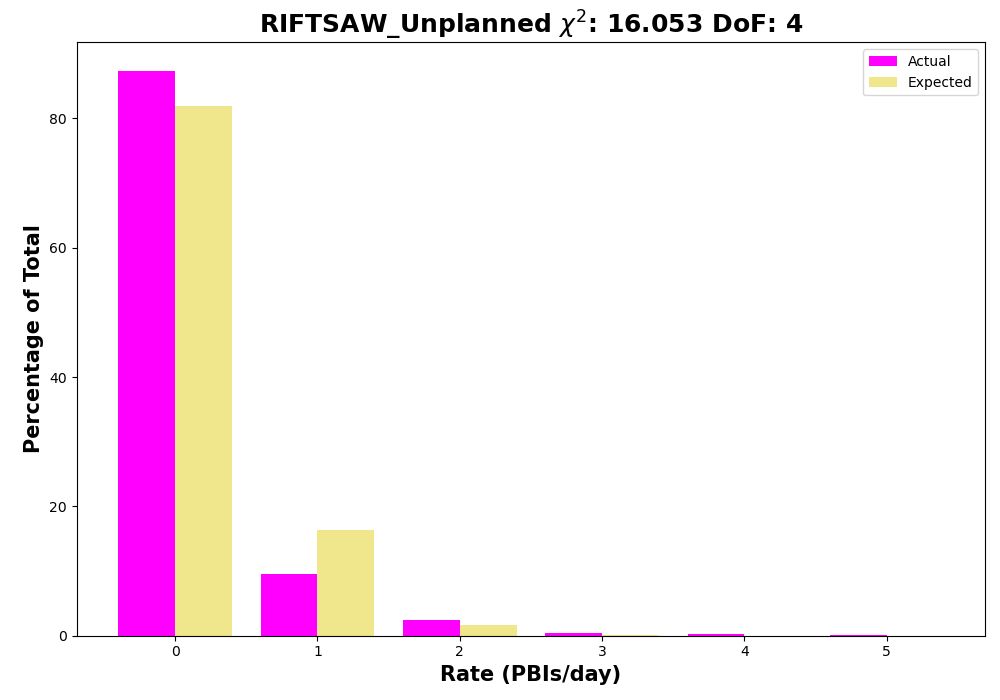 RIFTSAW_Unplanned χ²: 16.053 DoF: 4
Actual
Expected
Percentage of Total
80
60
40
20
0
0 1 2 3 4 5
Rate (PBIs/day)